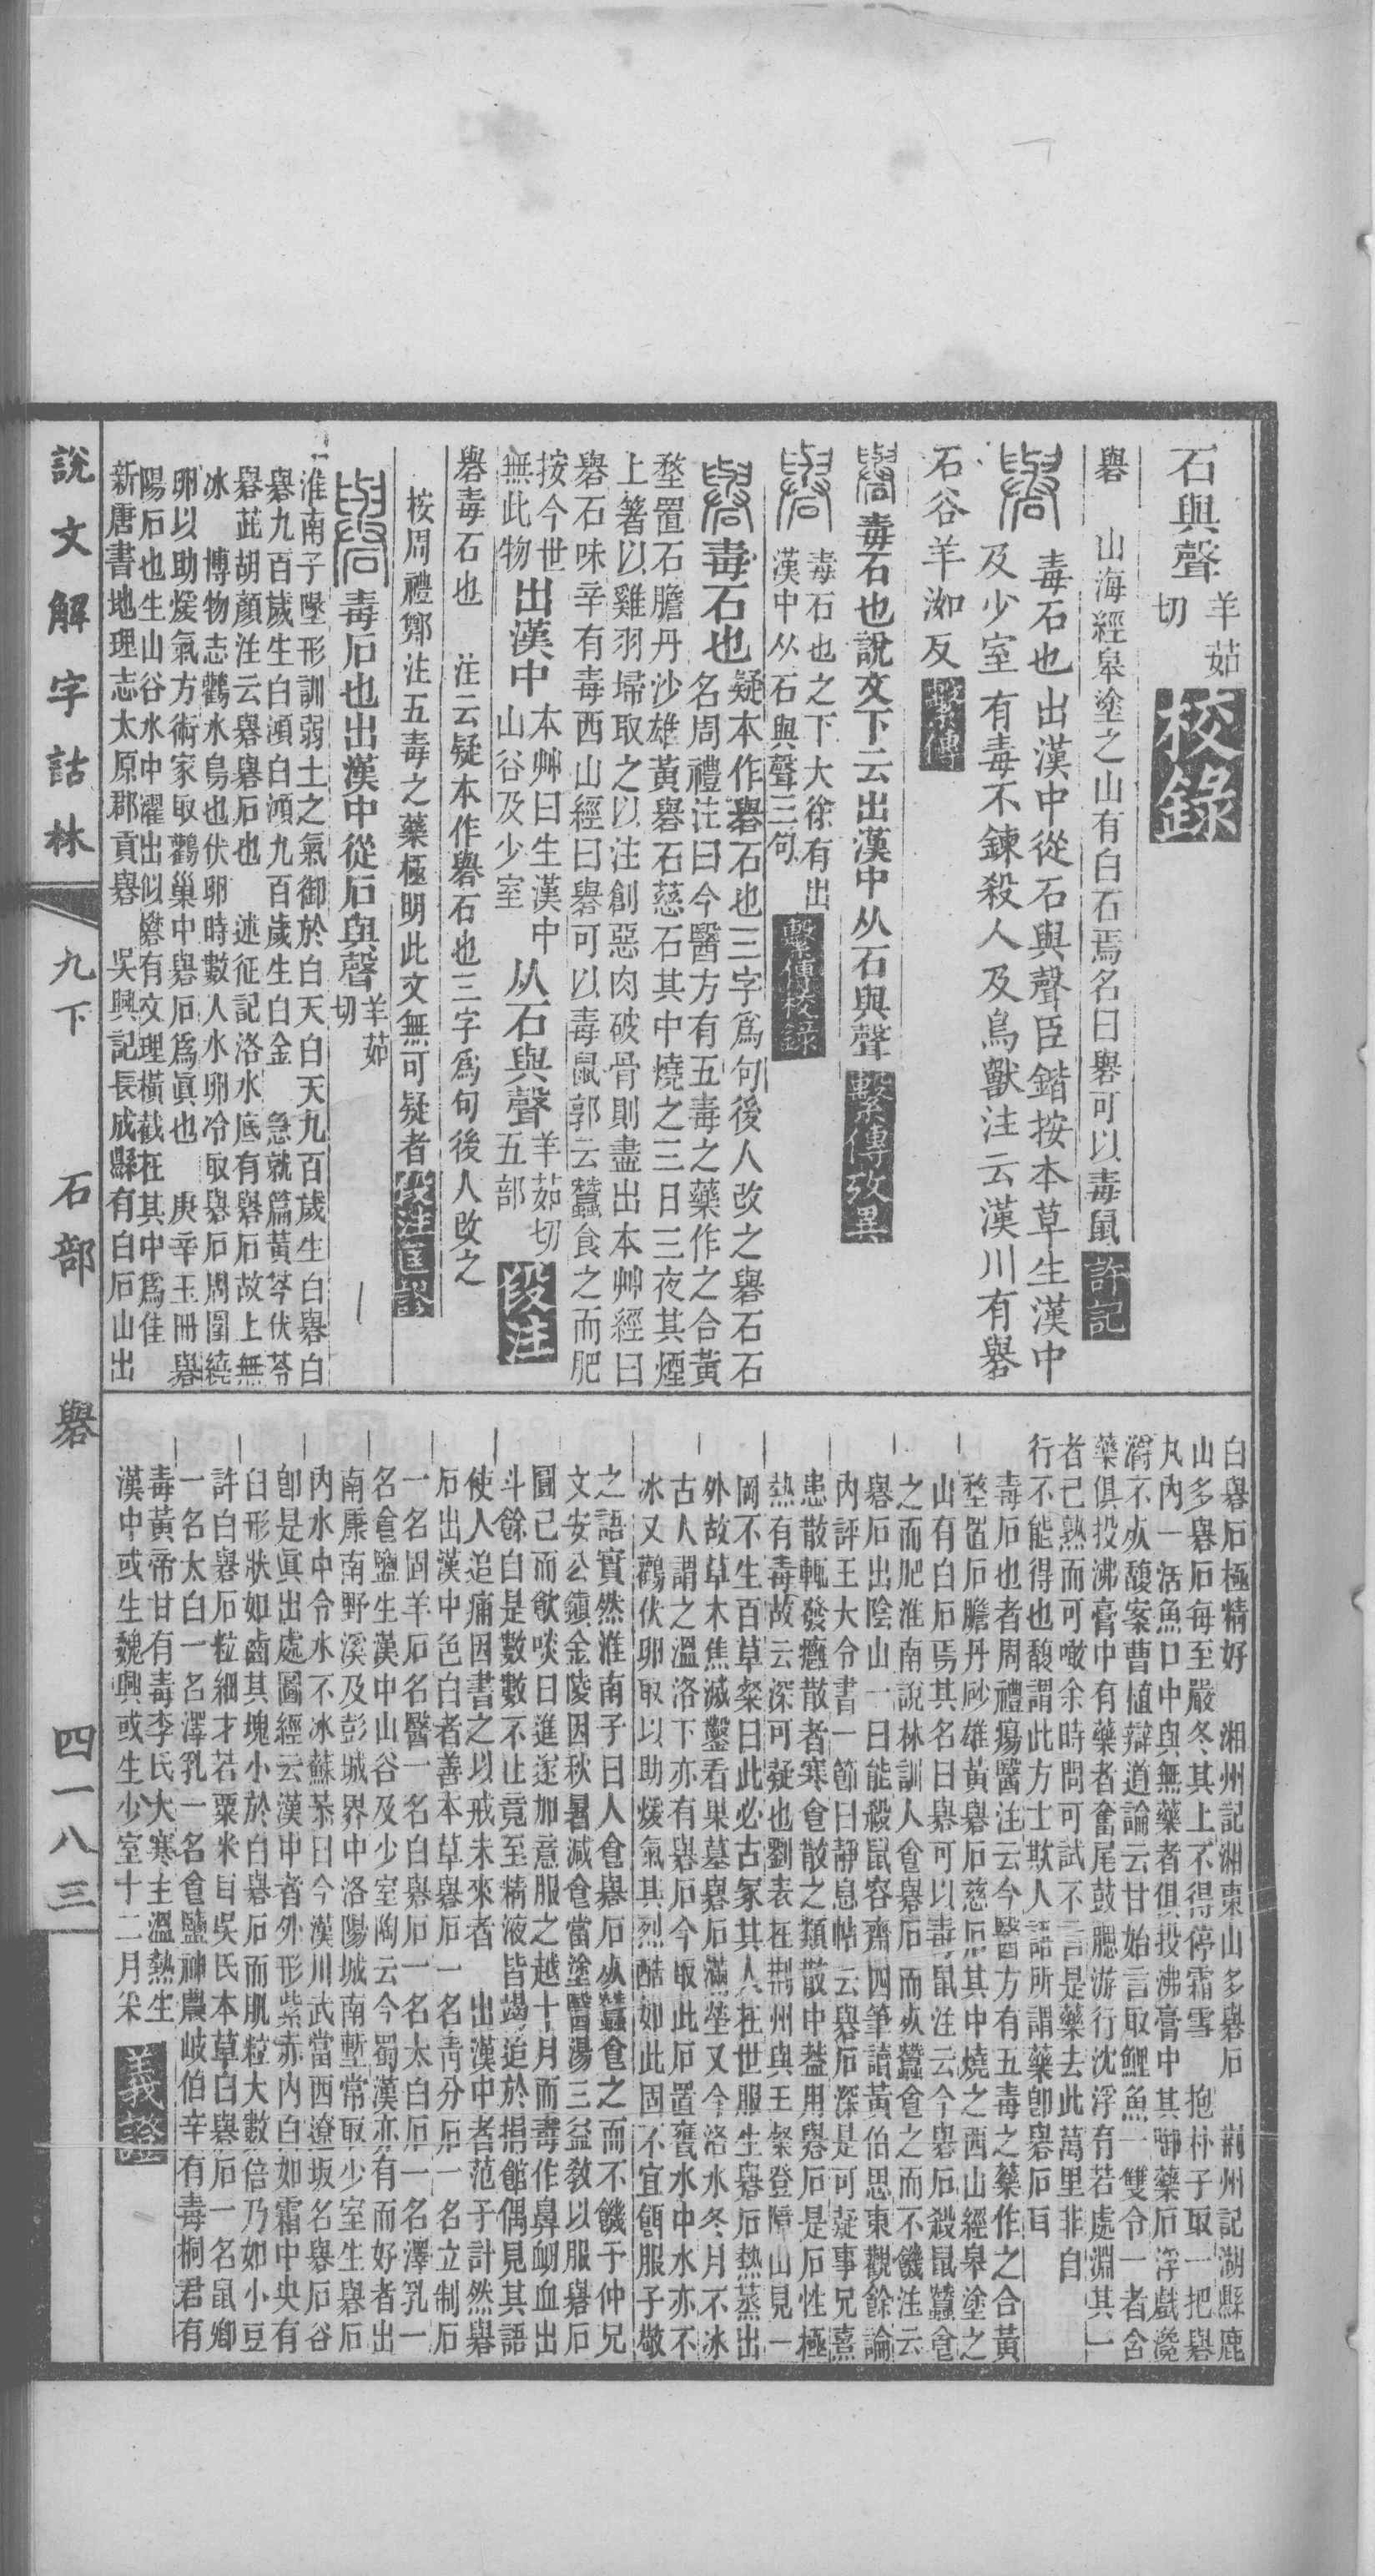 石與聲羊茹切校錄
礜　山海經皋塗之山有白石焉名曰礜可以毒鼠許記
礜毒石也出漢中從石與聲臣鍇按本草生漢中
及少室有毒不鍊殺人及鳥獸注云漢川有礜
石谷羊洳反繫傳
礜毒石也說文下云出漢中从石與聲繫傳攷異
礜毒石也之下大徐有出
漢中从石與聲三句繫傳校錄
礜毒石也疑本作礜石也三字爲句後人改之礜石石
名周禮注曰今醫方有五毒之藥作之合黃
堥置石膽丹沙雄黃礜石慈石其中燒之三日三夜其煙
上箸以雞羽埽取之以注創惡肉破骨則盡出本艸經曰
礜石味辛有毒西山經曰礜可以毒鼠郭云蠶食之而肥
按今世無此物出漢中本艸曰生漢中山谷及少室从石與聲羊茹切五部段注
礜毒石也　注云疑本作礜石也三字爲句後人改之
按周禮鄭注五毒之藥極明此文無可疑者段注匡謬
礜毒石也出漢中從石與聲羊茹切
淮南子墬形訓弱土之氣御於白天白天九百歲生白礜白
礜九百歲生白澒白澒九百歲生白金　急就篇黃芩伏苓
礜茈胡顏注云礜礜石也　述征記洛水底有礜石故上無
冰　博物志鸛水鳥也伏卵時數入水卵冷取礜石周圍繞
卵以助煖氣方術家取鸛巢中礜石爲眞也　庚辛玉冊礜
陽石也生山谷水中濯出似礬有文理橫截在其中爲佳
新唐書地理志太原郡貢礜　吳興記長成縣有白石山出
白礜石極精好　湘州記湘東山多礜石　荊州記湖縣鹿
山多礜石每至嚴冬其上不得停霜雪　抱朴子取一把礜
丸內一活魚口中與無藥者俱投沸膏中其銜藥石浮戲瀺
灂不灰馥案曹植辯道論云甘始言取鯉魚一雙令一者含
藥俱投沸膏中有藥者奮尾鼓腮游行沈浮有若處淵其一
者已熟而可噉余時問可試不言是藥去此萬里非自
行不能得也馥謂此方士欺人語所謂藥卽礜石耳
毒石也者周禮瘍醫注云今醫方有五毒之藥作之合黃
堥置石膽丹砂雄黃礜石慈石其中燒之西山經皋塗之
山有白石焉其名曰礜可以毒鼠注云今礜石殺鼠蠶食
之而肥淮南說林訓人食礜石而灰蠶食之而不饑注云
礜石出陰山一曰能殺鼠容齋四筆讀黃伯思東觀餘論
內評王大令書一節曰靜息帖云礜石深是可疑事兄熹
患散輒發癰散者寒食散之類散中葢用礜石是石性極
熱有毒故云深可疑也劉表在荊州與王粲登障山見一
岡不生百草粲曰此必古冢其人在世服生礜石熱蒸出
外故草木焦滅鑿看果墓礜石滿塋又今洛水冬月不冰
古人謂之溫洛下亦有礜石今取此石置甕水中水亦不
冰又鸛伏卵取以助煖氣其烈酷如此固不宜餌服子敬
之語實然淮南子曰人食礜石灰蠶食之而不饑予仲兄
文安公鎮金陵因秋暑減食當塗醫湯三益敎以服礜石
圓已而飮啖日進遂加意服之越十月而毒作鼻衄血出
斗餘自是數數不止竟至精液皆竭迨於捐館偶見其語
使人追痛因書之以戒未來者　出漢中者范子計然礜
石出漢中色白者善本草礜石一名靑分石一名立制石
一名固羊石名醫一名白礜石一名太白石一名澤乳一
名食鹽生漢中山谷及少室陶云今蜀漢亦有而好者出
南康南野溪及彭城界中洛陽城南塹常取少室生礜石
內水中令水不冰蘇恭曰今漢川武當西遼坂名礜石谷
卽是眞出處圖經云漢中者外形紫赤內白如霜中央有
臼形狀如齒其塊小於白礜石而肌粒大數倍乃如小豆
許白礜石粒細才若粟米耳吳氏本草白礜石一名鼠鄉
一名太白一名澤乳一名食鹽神農岐伯辛有毒桐君有
毒黃帝甘有毒李氏大寒主溫熱生
漢中或生魏興或生少室十二月采義證
說文解字詁林　九下　石部　礜　四一八三